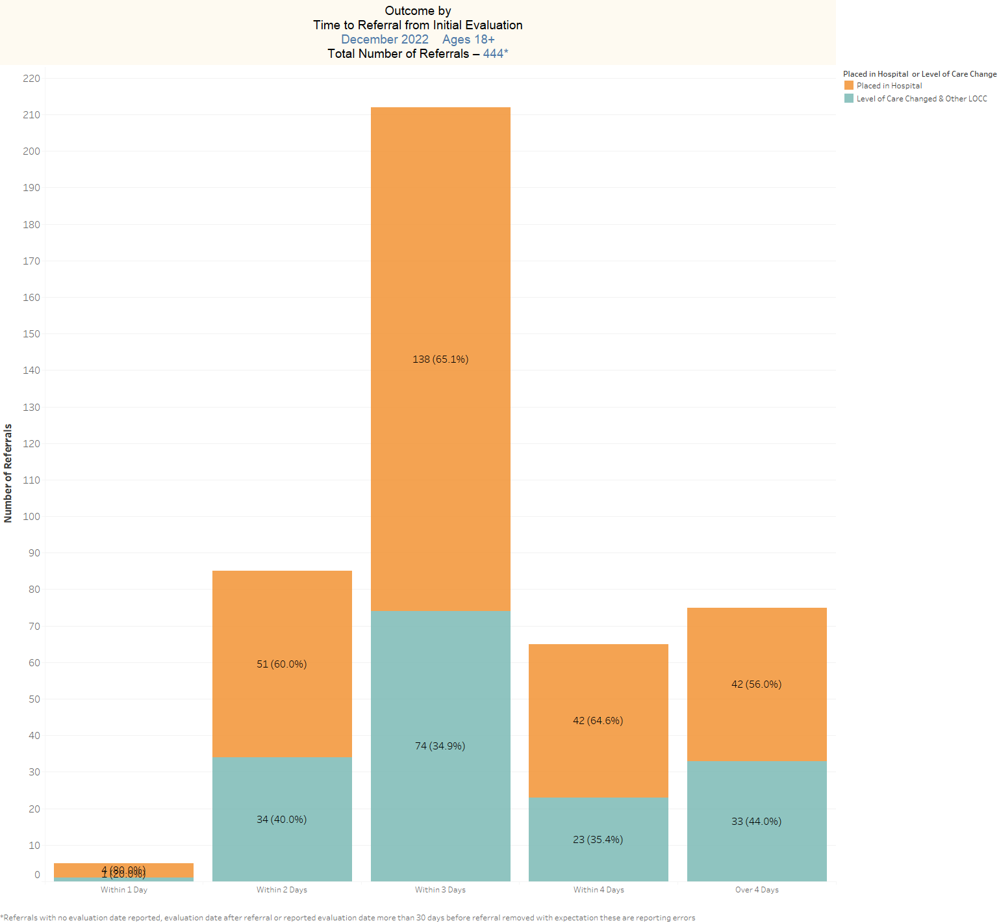 Outcome by
Time to Referral from Initial Evaluation
December 2022 Ages 18+
Total Number of Referrals – 444*
Placed in Hospital or Level of Care Change
Placed in Hospital
Level of Care Changed & Other LOCC
Number of Referrals
220
210
200
190
180
170
160
150
140
130
120
110
100
90
80
70
60
50
40
30
20
10
0
138 (65.1%)
51 (60.0%)
42 (56.0%)
42 (64.6%)
74 (34.9%)
34 (40.0%)
33 (44.0%)
23 (35.4%)
4 (80.0%)
1 (20.0%)
Within 1 Day
Within 2 Days
Within 3 Days
Within 4 Days
Over 4 Days
*Referrals with no evaluation date reported, evaluation date after referral or reported evaluation date more than 30 days before referral removed with expectation these are reporting errors